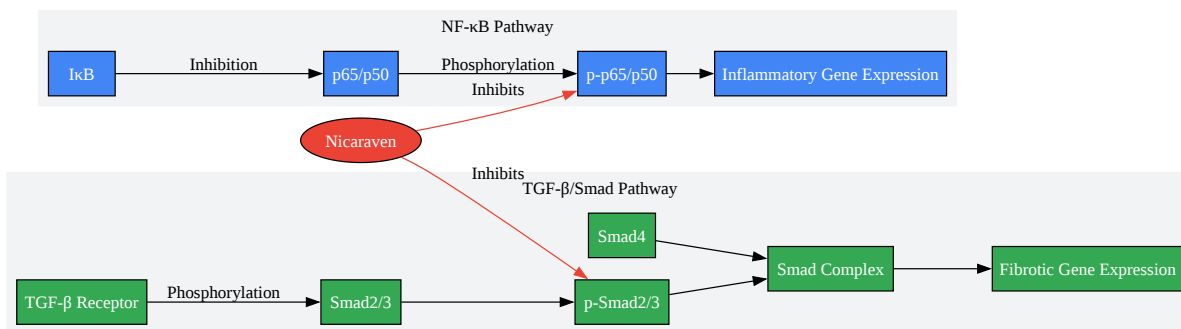 NF-κB Pathway
IκB
Inhibition
p65/p50
Phosphorylation
p-p65/p50
Inflammatory Gene Expression
Inhibits
Nicaraven
Inhibits
TGF-β/Smad Pathway
Smad4
Smad Complex
Fibrotic Gene Expression
TGF-β Receptor
Phosphorylation
Smad2/3
p-Smad2/3